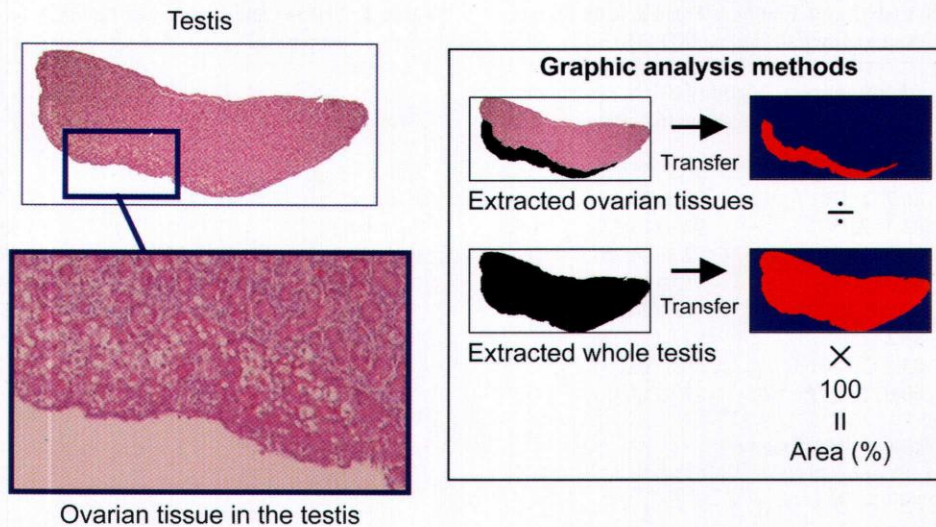 Testis
Ovarian tissue in the testis
Graphic analysis methods
Transfer
Extracted ovarian tissues
÷
Transfer
Extracted whole testis
×
100
=
Area (%)